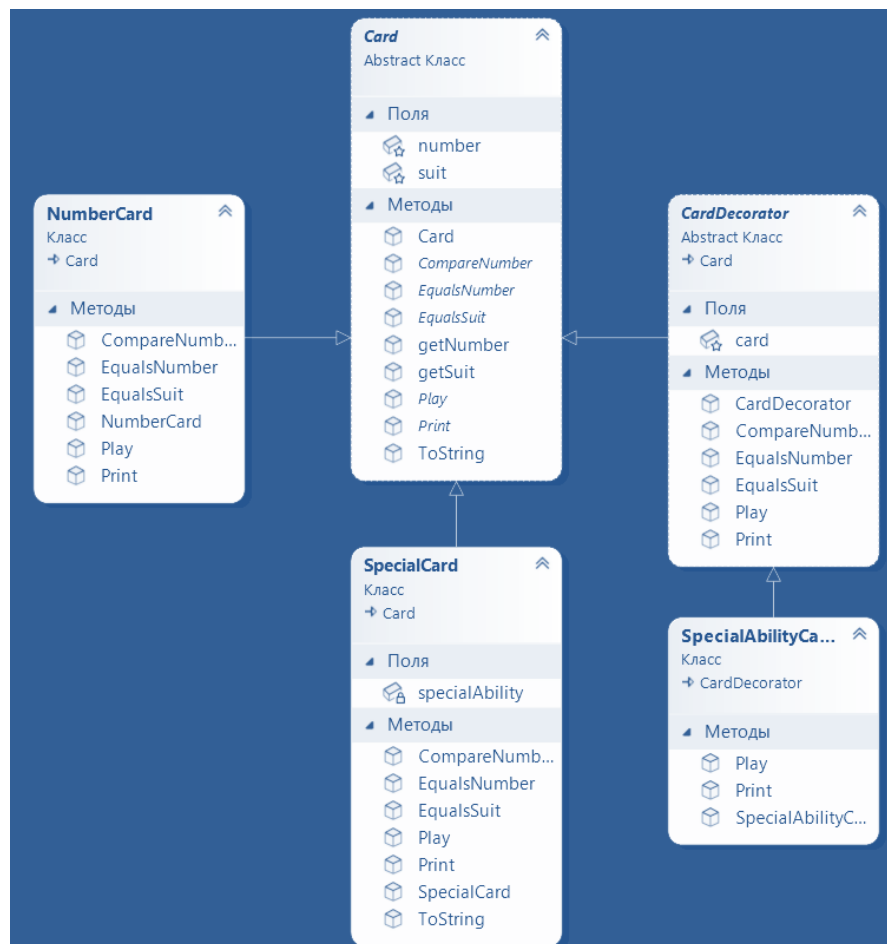 Card
Abstract Класс
Поля
number
suit
Методы
Card
CompareNumber
EqualsNumber
EqualsSuit
getNumber
getSuit
Play
Print
ToString
NumberCard
Класс
Card
Методы
CompareNumb...
EqualsNumber
EqualsSuit
NumberCard
Play
Print
CardDecorator
Abstract Класс
Card
Поля
card
Методы
CardDecorator
CompareNumb...
EqualsNumber
EqualsSuit
Play
Print
SpecialCard
Класс
Card
Поля
specialAbility
Методы
CompareNumb...
EqualsNumber
EqualsSuit
Play
Print
SpecialCard
ToString
SpecialAbilityCa...
Класс
CardDecorator
Методы
Play
Print
SpecialAbilityC...